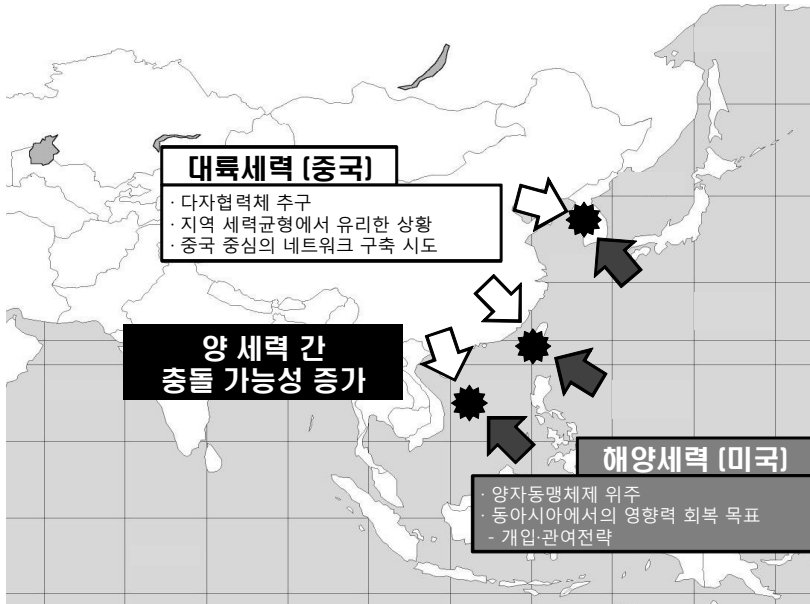 대륙세력 (중국)
· 다자협력체 추구
· 지역 세력균형에서 유리한 상황
· 중국 중심의 네트워크 구축 시도
양 세력 간
충돌 가능성 증가
해양세력 (미국)
· 양자동맹체제 위주
· 동아시아에서의 영향력 회복 목표
- 개입·관여전략